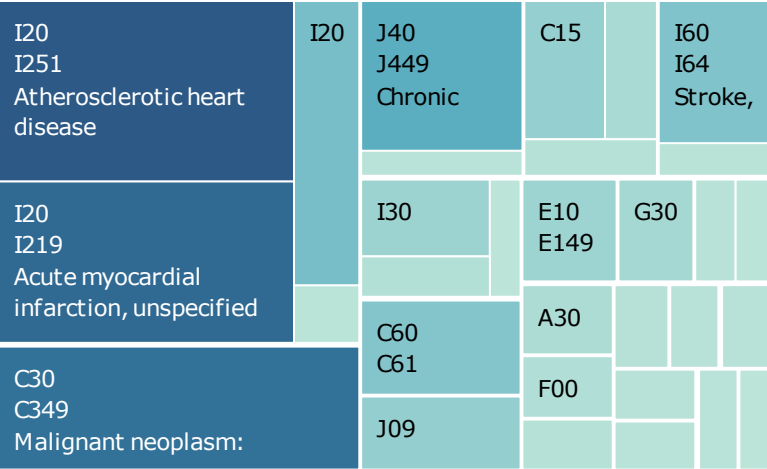 I20
I251
Atherosclerotic heart
disease
I20
J40
J449
Chronic
C15
I60
I64
Stroke,
I20
I219
Acute myocardial
infarction, unspecified
I30
E10
E149
G30
C60
C61
A30
F00
C30
C349
Malignant neoplasm:
J09